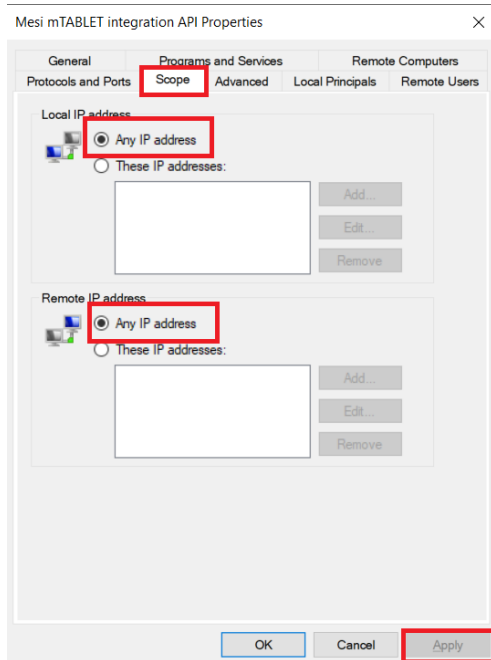 Mesi mTABLET integration API Properties
General Programs and Services Remote Computers
Protocols and Ports Scope Advanced Local Principals Remote Users
Local IP address
Any IP address
These IP addresses:
Add...
Edit...
Remove
Remote IP address
Any IP address
These IP addresses:
Add...
Edit...
Remove
OK Cancel Apply